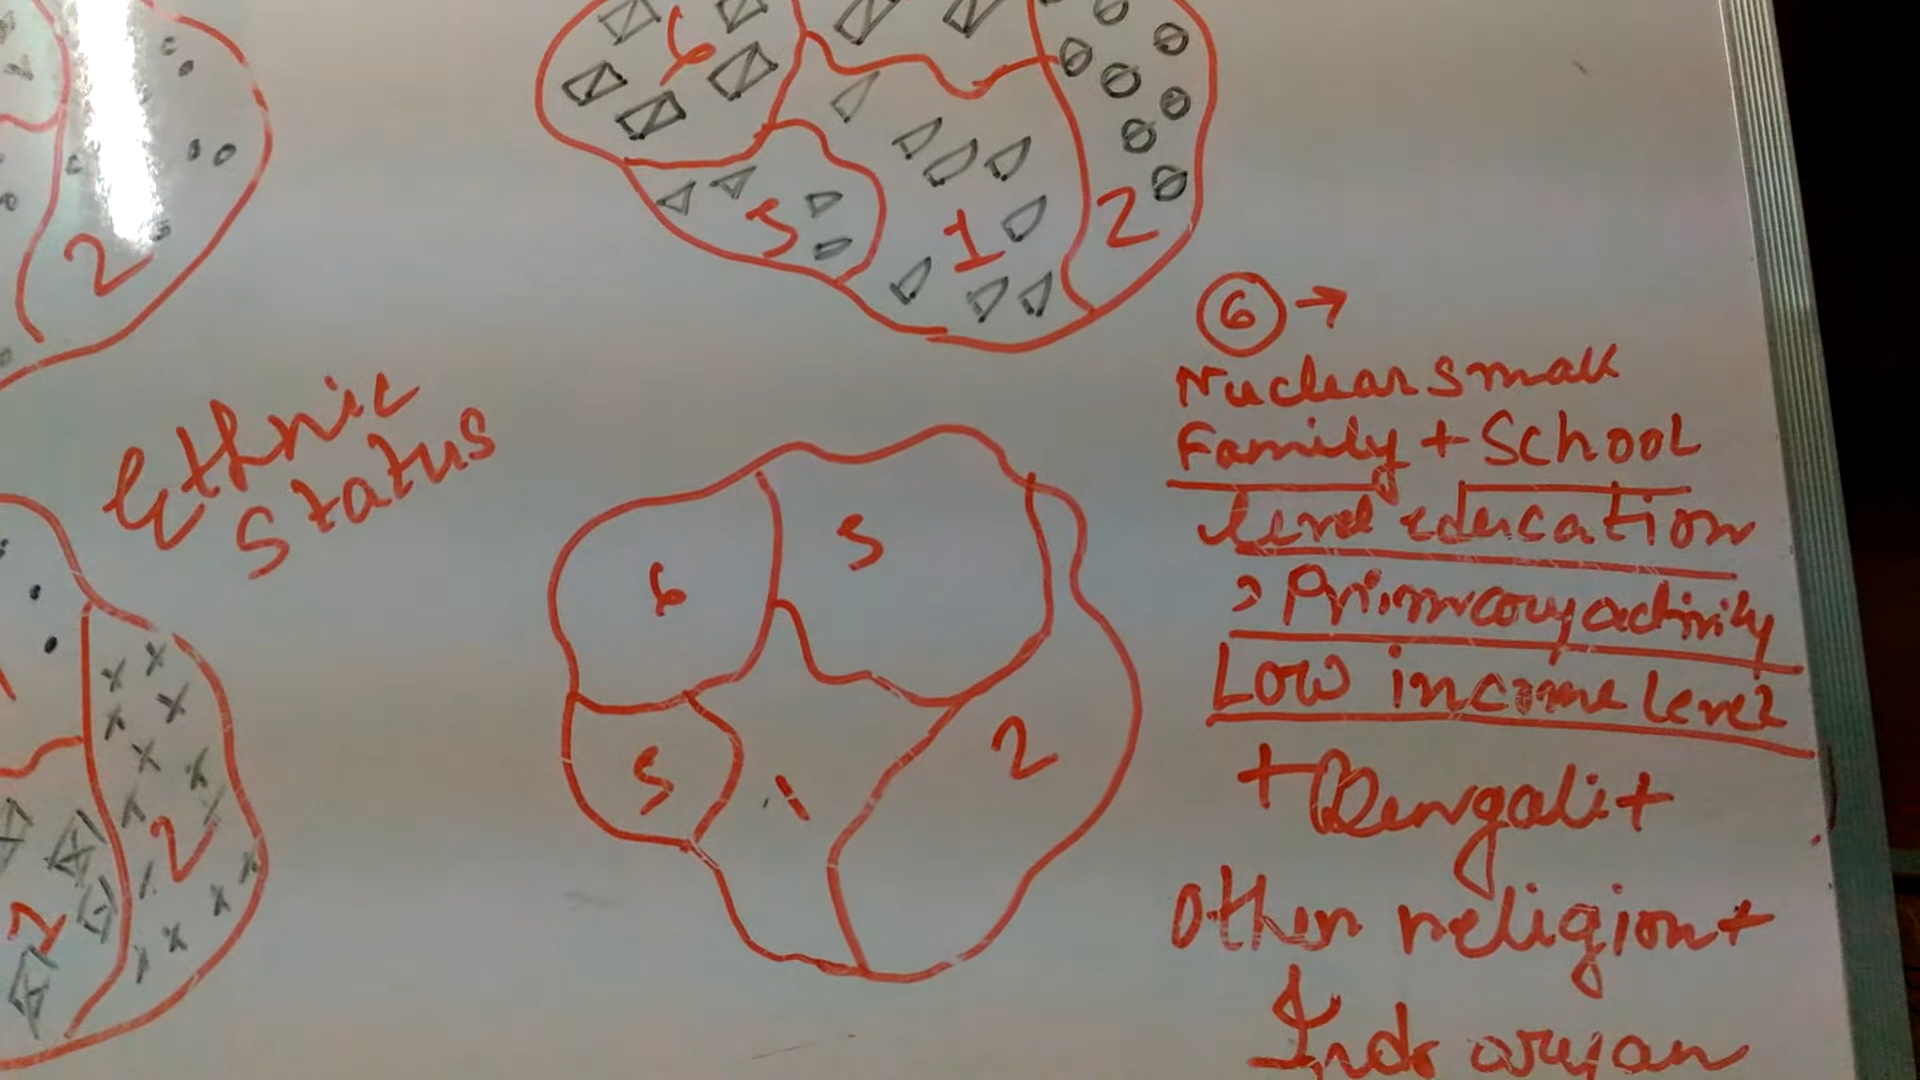 6
5
1
2
2
Ethnic
Status
2
6
5
5
1
2
6 →
Nuclear small
Family + School
level education
, Primary activity
Low income level
+ Bengali +
Other religion +
Indo aryan